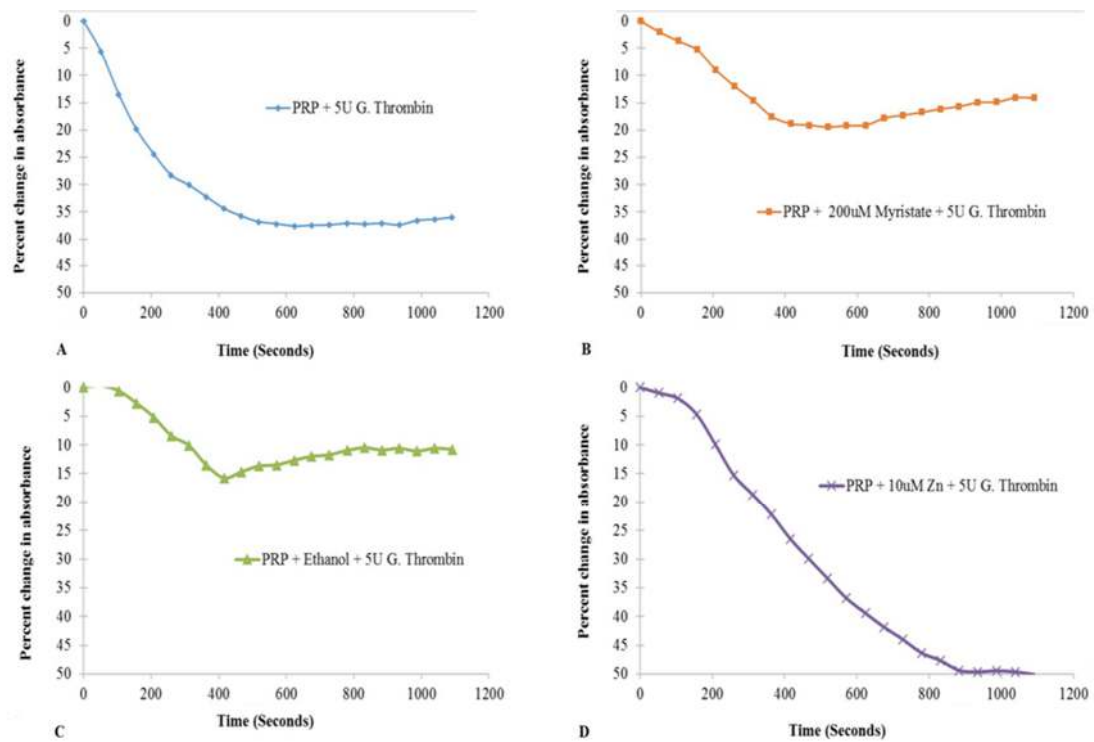 0
5
10
15
20
25
30
35
40
45
50
Percent change in absorbance
PRP + 5U G. Thrombin
0 200 400 600 800 1000 1200
A
Time (Seconds)
0
5
10
15
20
25
30
35
40
45
50
Percent change in absorbance
PRP + 200uM Myristate + 5U G. Thrombin
0 200 400 600 800 1000 1200
B
Time (Seconds)
0
5
10
15
20
25
30
35
40
45
50
Percent change in absorbance
PRP + Ethanol + 5U G. Thrombin
0 200 400 600 800 1000 1200
C
Time (Seconds)
0
5
10
15
20
25
30
35
40
45
50
Percent change in absorbance
PRP + 10uM Zn + 5U G. Thrombin
0 200 400 600 800 1000 1200
D
Time (Seconds)